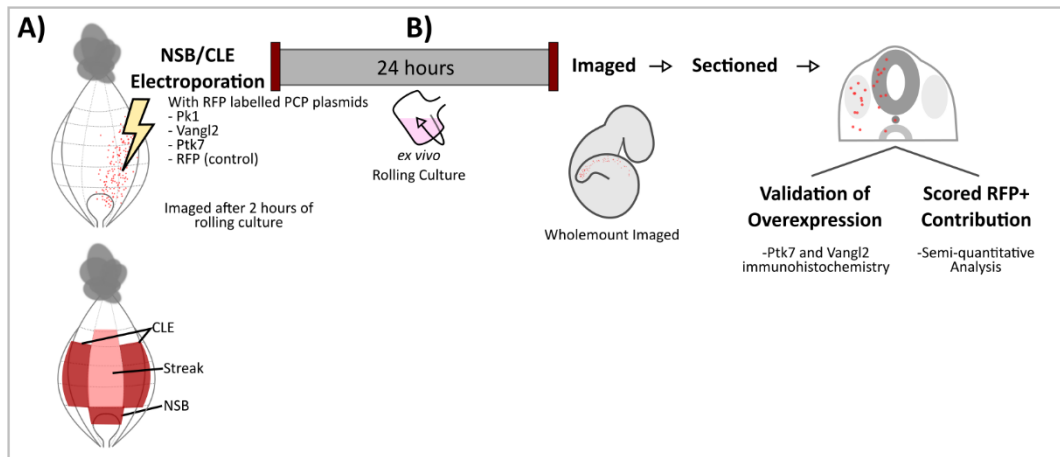 A)
NSB/CLE
Electroporation
With RFP labelled PCP plasmids
- Pk1
- Vangl2
- Ptk7
- RFP (control)
Imaged after 2 hours of
rolling culture
CLE
Streak
NSB
B)
24 hours
ex vivo
Rolling Culture
Imaged
Wholemount Imaged
Sectioned
Validation of
Overexpression
-Ptk7 and Vangl2
immunohistochemistry
Scored RFP+
Contribution
-Semi-quantitative
Analysis